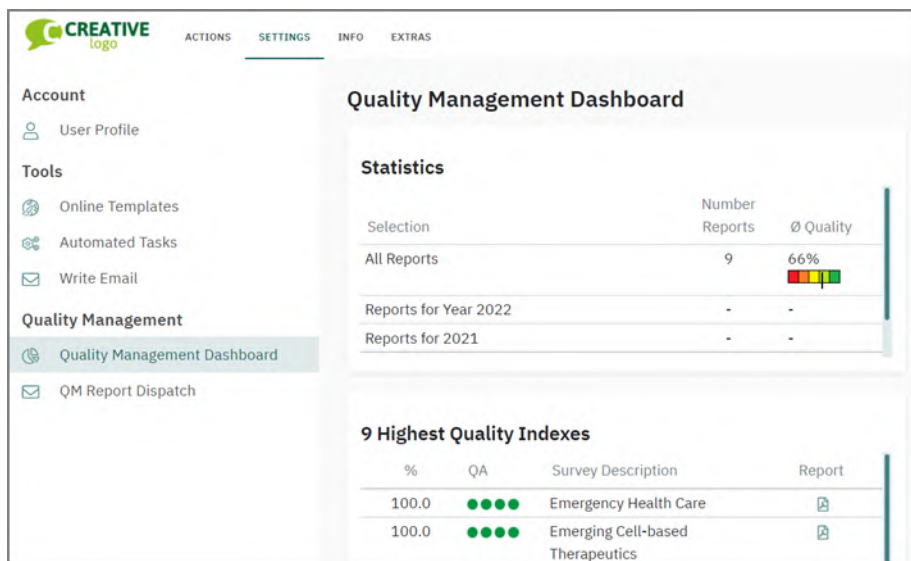 CREATIVE
logo
ACTIONS SETTINGS INFO EXTRAS
Account
User Profile
Tools
Online Templates
Automated Tasks
Write Email
Quality Management
Quality Management Dashboard
QM Report Dispatch
Quality Management Dashboard
Statistics
Selection Number Reports Ø Quality
All Reports 9 66%
Reports for Year 2022 - -
Reports for 2021 - -
9 Highest Quality Indexes
% QA Survey Description Report
100.0 Emergency Health Care
100.0 Emerging Cell-based
Therapeutics